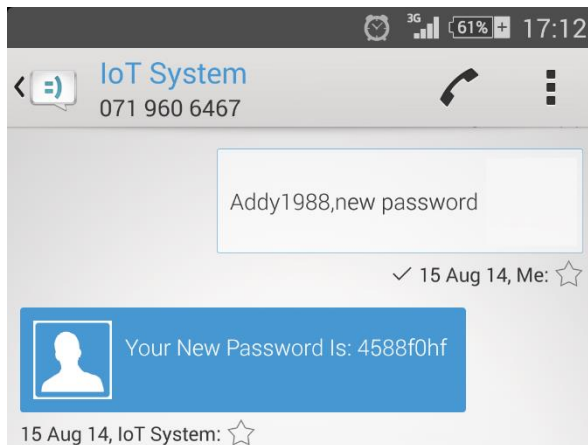 3G 61% 17:12
IoT System
071 960 6467
Addy1988,new password
15 Aug 14, Me:
Your New Password Is: 4588f0hf
15 Aug 14, IoT System: